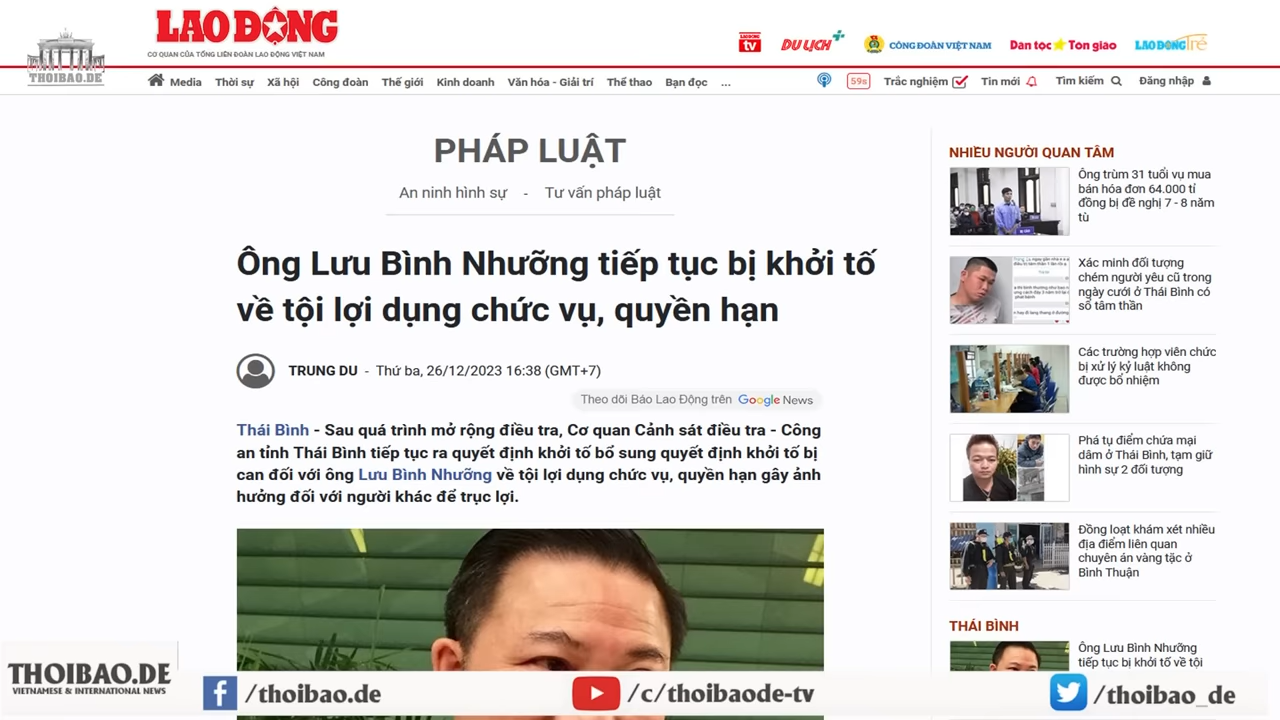 LAO ĐỘNG
CƠ QUAN CỦA TỔNG LIÊN ĐOÀN LAO ĐỘNG VIỆT NAM
THOIBAO.DE
LAO ĐỘNG tv
DU LỊCH+
CÔNG ĐOÀN VIỆT NAM
Dân tộc Tôn giáo
LAO ĐỘNG Trẻ
Media Thời sự Xã hội Công đoàn Thế giới Kinh doanh Văn hóa - Giải trí Thể thao Bạn đọc ...
59s Trắc nghiệm Tin mới Tìm kiếm Đăng nhập
PHÁP LUẬT
An ninh hình sự - Tư vấn pháp luật
Ông Lưu Bình Nhưỡng tiếp tục bị khởi tố
về tội lợi dụng chức vụ, quyền hạn
TRUNG DU - Thứ ba, 26/12/2023 16:38 (GMT+7)
Theo dõi Báo Lao Động trên Google News
Thái Bình - Sau quá trình mở rộng điều tra, Cơ quan Cảnh sát điều tra - Công
an tỉnh Thái Bình tiếp tục ra quyết định khởi tố bổ sung quyết định khởi tố bị
can đối với ông Lưu Bình Nhưỡng về tội lợi dụng chức vụ, quyền hạn gây ảnh
hưởng đối với người khác để trục lợi.
NHIỀU NGƯỜI QUAN TÂM
Ông trùm 31 tuổi vụ mua
bán hóa đơn 64.000 tỉ
đồng bị đề nghị 7 - 8 năm
tù
Xác minh đối tượng
chém người yêu cũ trong
ngày cưới ở Thái Bình có
sổ tâm thần
Các trường hợp viên chức
bị xử lý kỷ luật không
được bổ nhiệm
Phá tụ điểm chứa mại
dâm ở Thái Bình, tạm giữ
hình sự 2 đối tượng
Đồng loạt khám xét nhiều
địa điểm liên quan
chuyên án vàng tặc ở
Bình Thuận
THÁI BÌNH
Ông Lưu Bình Nhưỡng
tiếp tục bị khởi tố về tội
THOIBAO.DE
VIETNAMESE & INTERNATIONAL NEWS
/thoibao.de
/c/thoibaode-tv
/thoibao_de